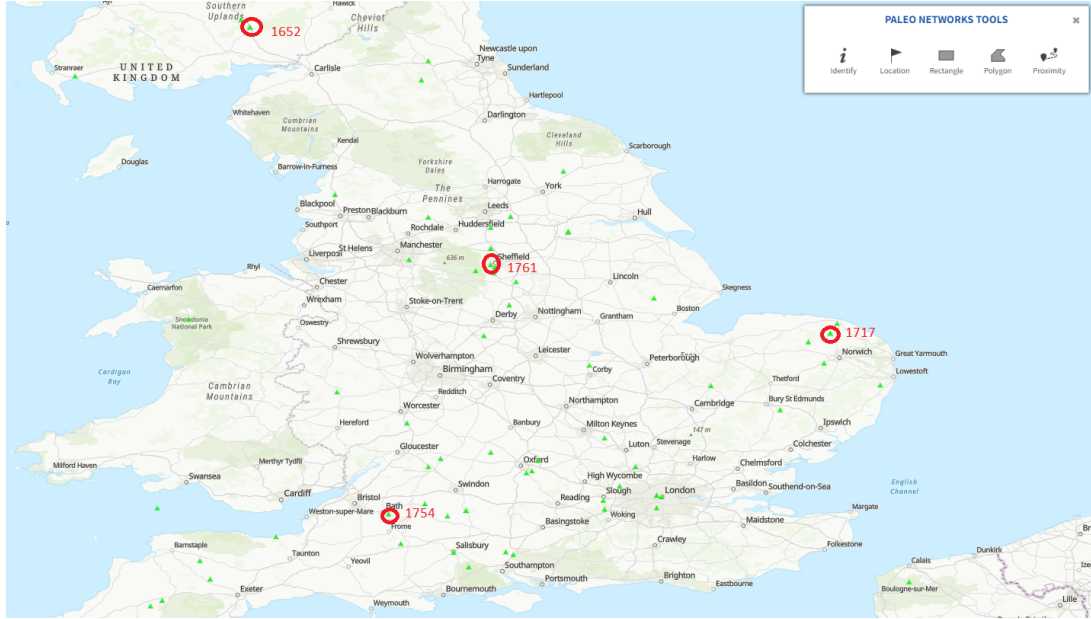 Southern
Uplands
Hawick
Cheviot
Hills
1652
PALEO NETWORKS TOOLS
Identify
Location
Rectangle
Polygon
Proximity
Stranraer
UNITED
KINGDOM
Carlisle
Newcastle upon
Tyne
Sunderland
Hartlepool
Whitehaven
Cumbrian
Mountains
Darlington
Cleveland
Hills
Kendal
Scarborough
Douglas
Barrow-in-Furness
Yorkshire
Dales
The
Pennines
Harrogate
York
Blackpool
Preston
Blackburn
Leeds
Hull
Southport
Rochdale
Huddersfield
St Helens
Manchester
Liverpool
636 m
Sheffield
1761
Rhyl
Chester
Lincoln
Caernarfon
Wrexham
Stoke-on-Trent
Skegness
Snowdonia
National Park
Oswestry
Derby
Nottingham
Grantham
Boston
1717
Shrewsbury
Leicester
Peterborough
Norwich
Great Yarmouth
Wolverhampton
Birmingham
Corby
Lowestoft
Cardigan
Bay
Cambrian
Mountains
Redditch
Coventry
Thetford
Worcester
Northampton
Cambridge
Bury St Edmunds
Hereford
Banbury
Milton Keynes
147 m
Ipswich
Gloucester
Luton
Stevenage
Colchester
Milford Haven
Merthyr Tydfil
Oxford
Harlow
Chelmsford
Swansea
High Wycombe
Basildon
Southend-on-Sea
English
Channel
Cardiff
Bristol
Swindon
Slough
London
Weston-super-Mare
Bath
1754
Reading
Woking
Margate
Frome
Basingstoke
Maidstone
Barnstaple
Taunton
Yeovil
Salisbury
Crawley
Folkestone
Calais
Dunkirk
Southampton
Exeter
Bournemouth
Portsmouth
Brighton
Eastbourne
Boulogne-sur-Mer
Weymouth
Lille